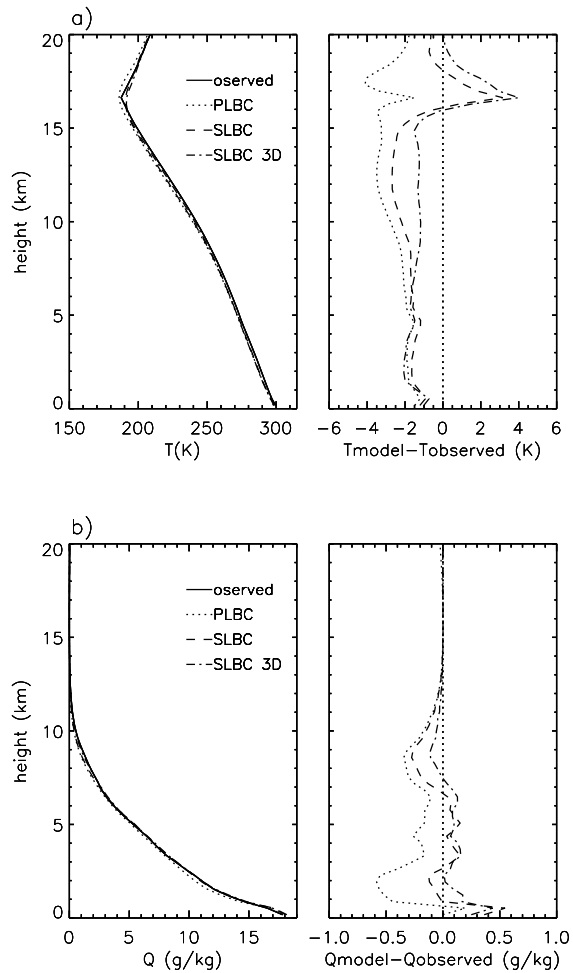 a)
20
15
10
5
0
height (km)
oserved
PLBC
SLBC
SLBC 3D
150 200 250 300
T(K)
-6 -4 -2 0 2 4 6
Tmodel-Tobserved (K)
b)
20
15
10
5
0
height (km)
oserved
PLBC
SLBC
SLBC 3D
0 5 10 15
Q (g/kg)
-1.0 -0.5 0.0 0.5 1.0
Qmodel-Qobserved (g/kg)